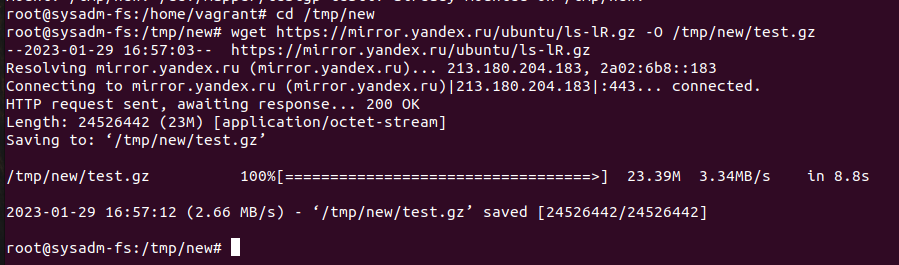 root@sysadm-fs:/home/vagrant# cd /tmp/new
root@sysadm-fs:/tmp/new# wget https://mirror.yandex.ru/ubuntu/ls-lR.gz -O /tmp/new/test.gz
--2023-01-29 16:57:03--  https://mirror.yandex.ru/ubuntu/ls-lR.gz
Resolving mirror.yandex.ru (mirror.yandex.ru)... 213.180.204.183, 2a02:6b8::183
Connecting to mirror.yandex.ru (mirror.yandex.ru)|213.180.204.183|:443... connected.
HTTP request sent, awaiting response... 200 OK
Length: 24526442 (23M) [application/octet-stream]
Saving to: ‘/tmp/new/test.gz’
/tmp/new/test.gz          100%[==================================>]  23.39M  3.34MB/s    in 8.8s
2023-01-29 16:57:12 (2.66 MB/s) - ‘/tmp/new/test.gz’ saved [24526442/24526442]
root@sysadm-fs:/tmp/new#